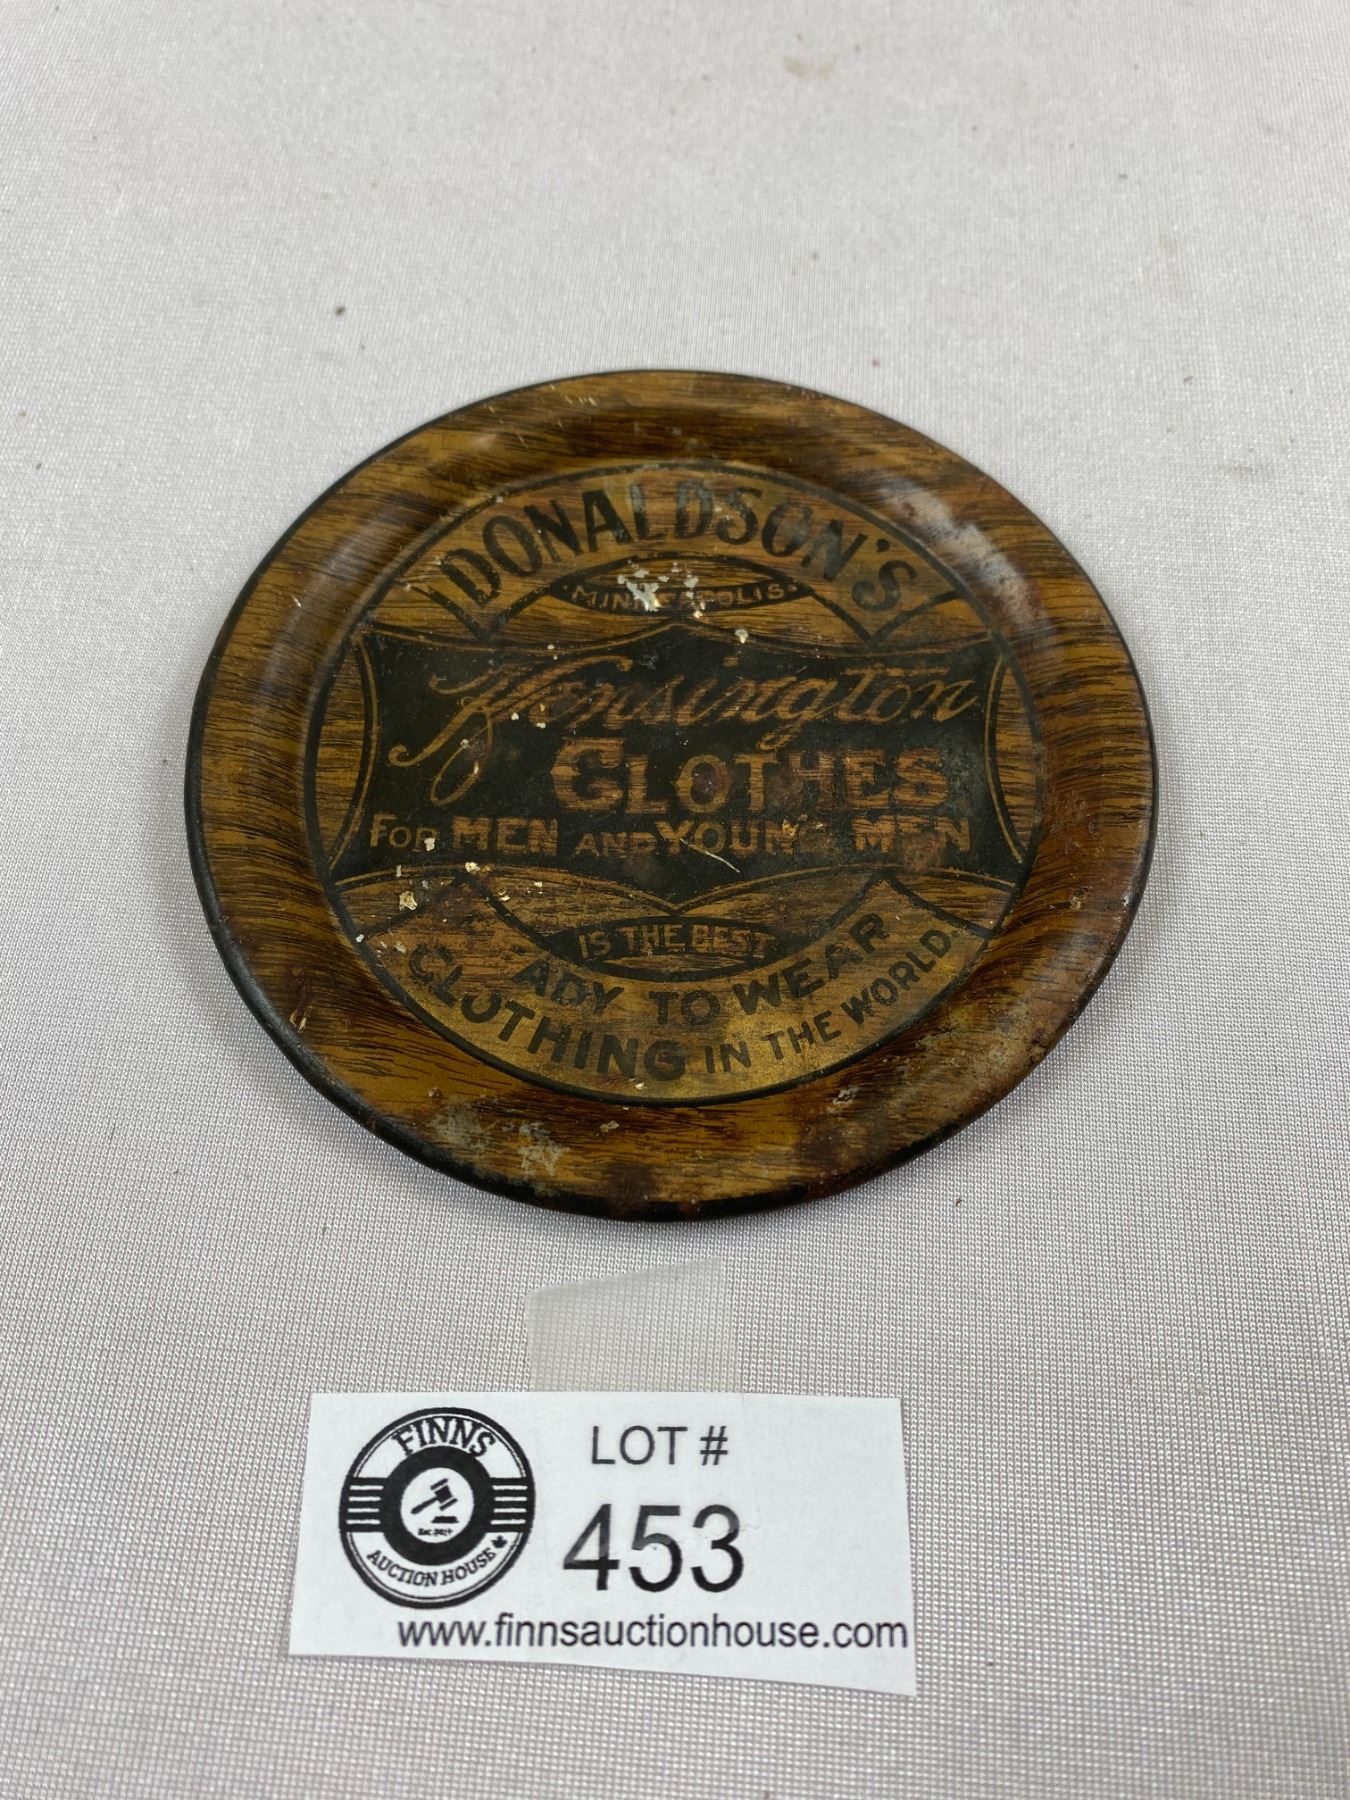 DONALDSON'S
·MINNEAPOLIS·
Kensington
CLOTHES
FOR MEN AND YOUNG MEN
IS THE BEST
READY TO WEAR
CLOTHING IN THE WORLD.
FINNS
AUCTION HOUSE
LOT #
453
www.finnsauctionhouse.com